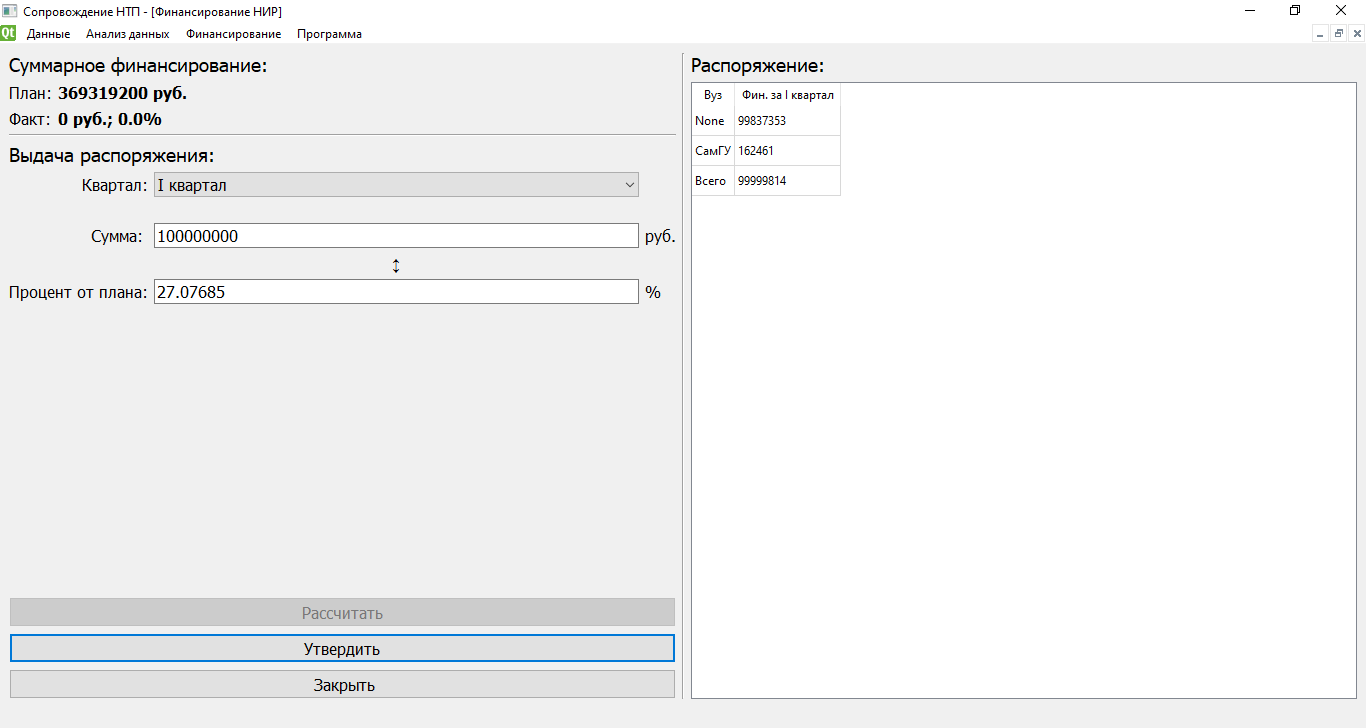 Сопровождение НТП - [Финансирование НИР]
Qt Данные Анализ данных Финансирование Программа
Суммарное финансирование:
План: 369319200 руб.
Факт: 0 руб.; 0.0%
Выдача распоряжения:
Квартал: I квартал
Сумма: 100000000 руб.
↕
Процент от плана: 27.07685 %
Рассчитать
Утвердить
Закрыть
Распоряжение:
Вуз Фин. за I квартал
None 99837353
СамГУ 162461
Всего 99999814